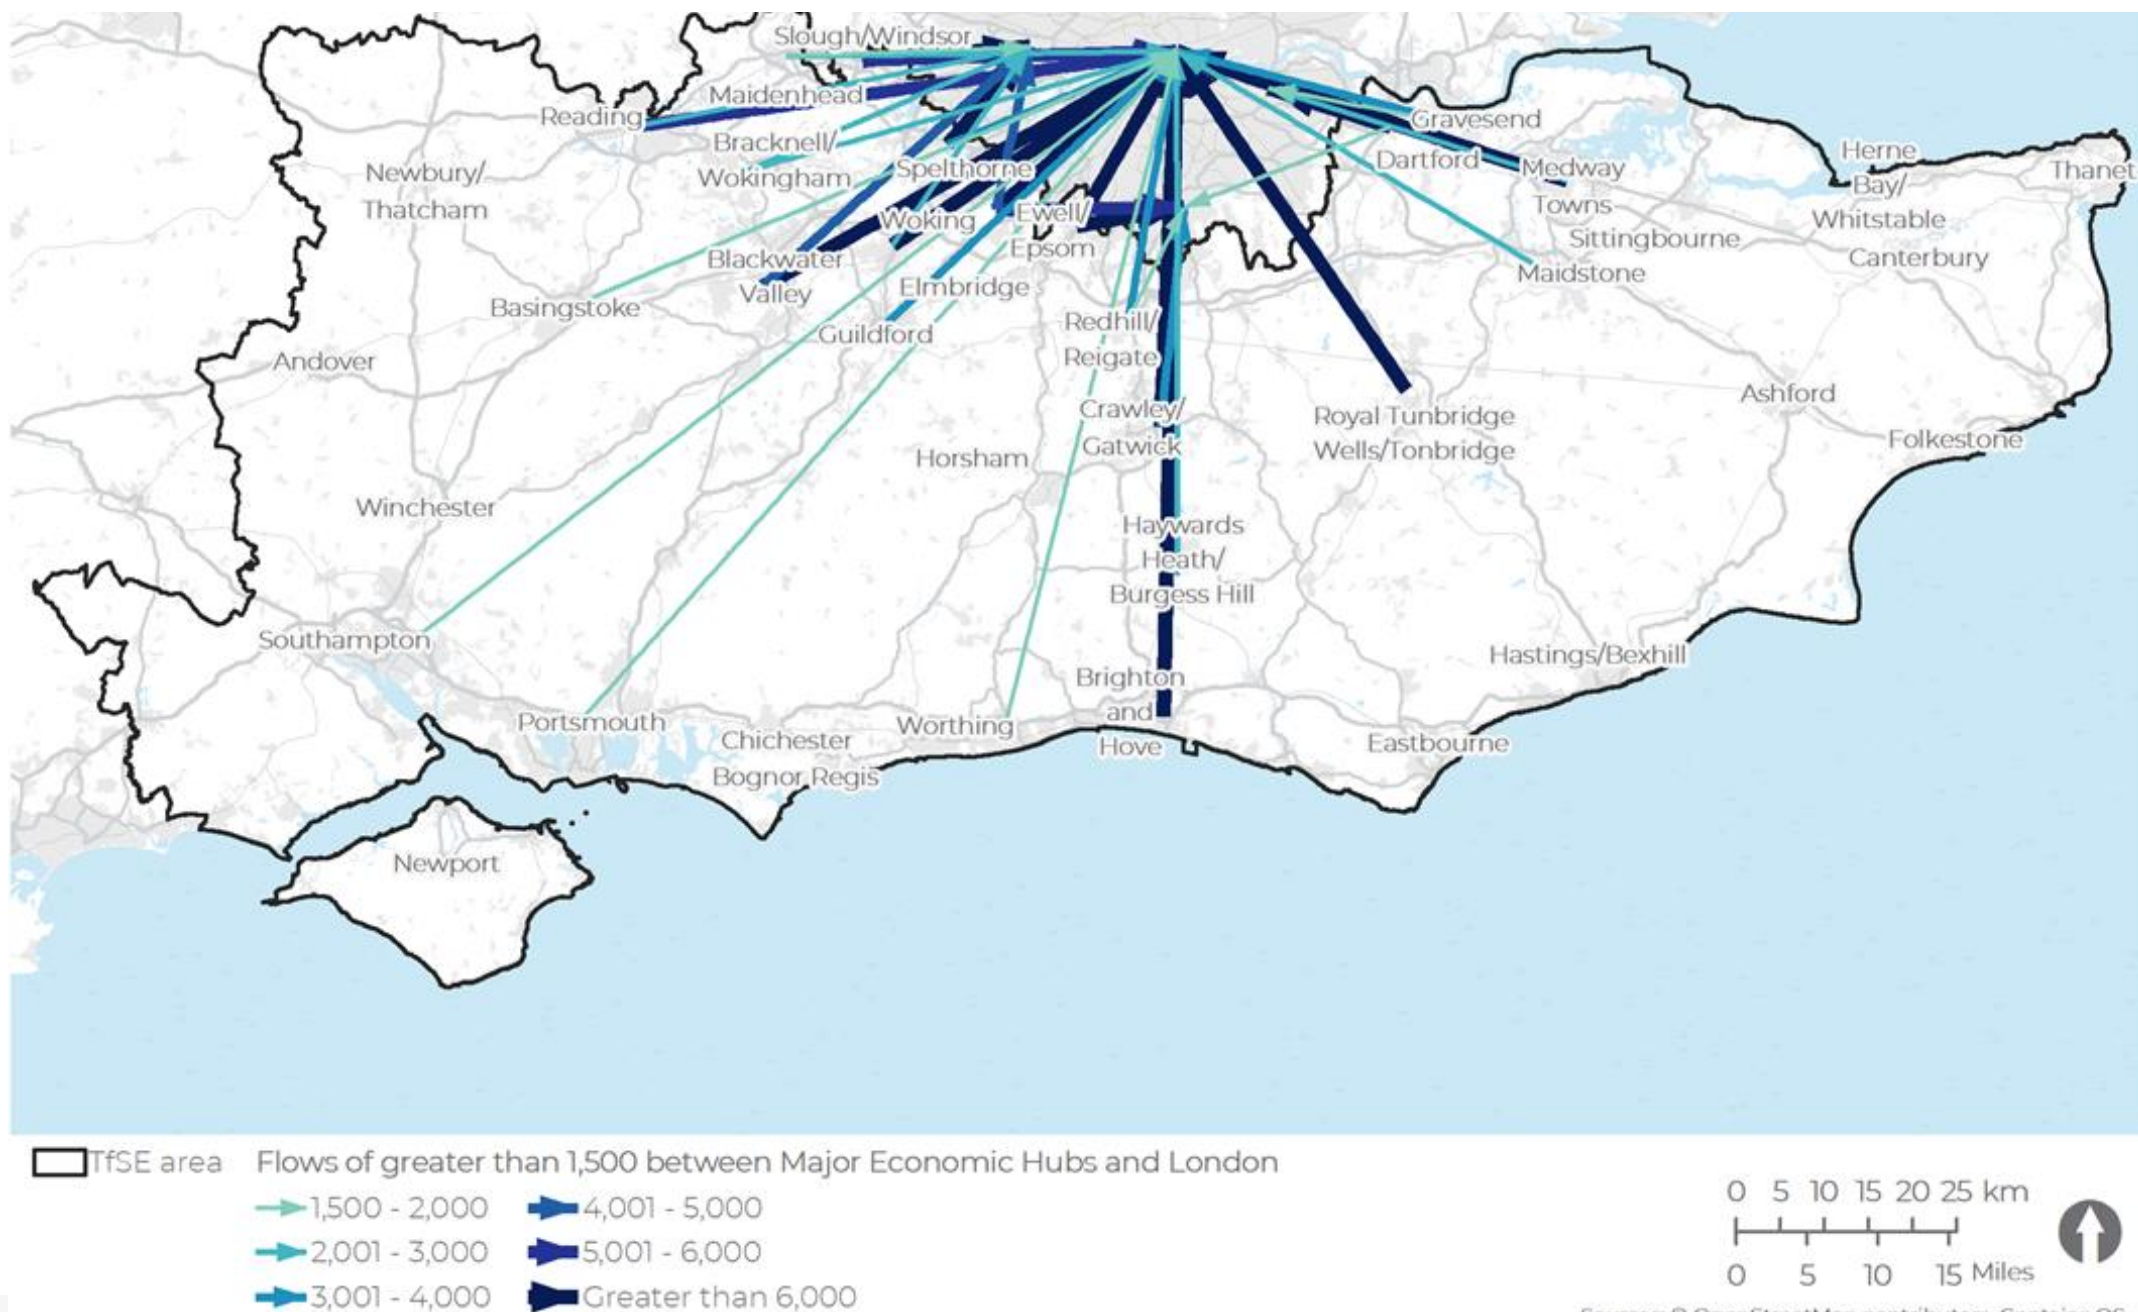 Slough/Windsor
Maidenhead
Reading
Gravesend
Bracknell/
Wokingham
Newbury/
Thatcham
Spelthorne
Dartford
Medway
Towns
Herne
Bay/
Whitstable
Thanet
Woking
Ewell/
Epsom
Sittingbourne
Canterbury
Blackwater
Valley
Maidstone
Elmbridge
Basingstoke
Guildford
Redhill/
Reigate
Andover
Ashford
Crawley/
Gatwick
Royal Tunbridge
Wells/Tonbridge
Folkestone
Horsham
Winchester
Haywards
Heath/
Burgess Hill
Southampton
Hastings/Bexhill
Brighton
and
Hove
Portsmouth
Worthing
Chichester
Bognor Regis
Eastbourne
Newport
TfSE area
Flows of greater than 1,500 between Major Economic Hubs and London
1,500 - 2,000
4,001 - 5,000
2,001 - 3,000
5,001 - 6,000
3,001 - 4,000
Greater than 6,000
0 5 10 15 20 25 km
0 5 10 15 Miles